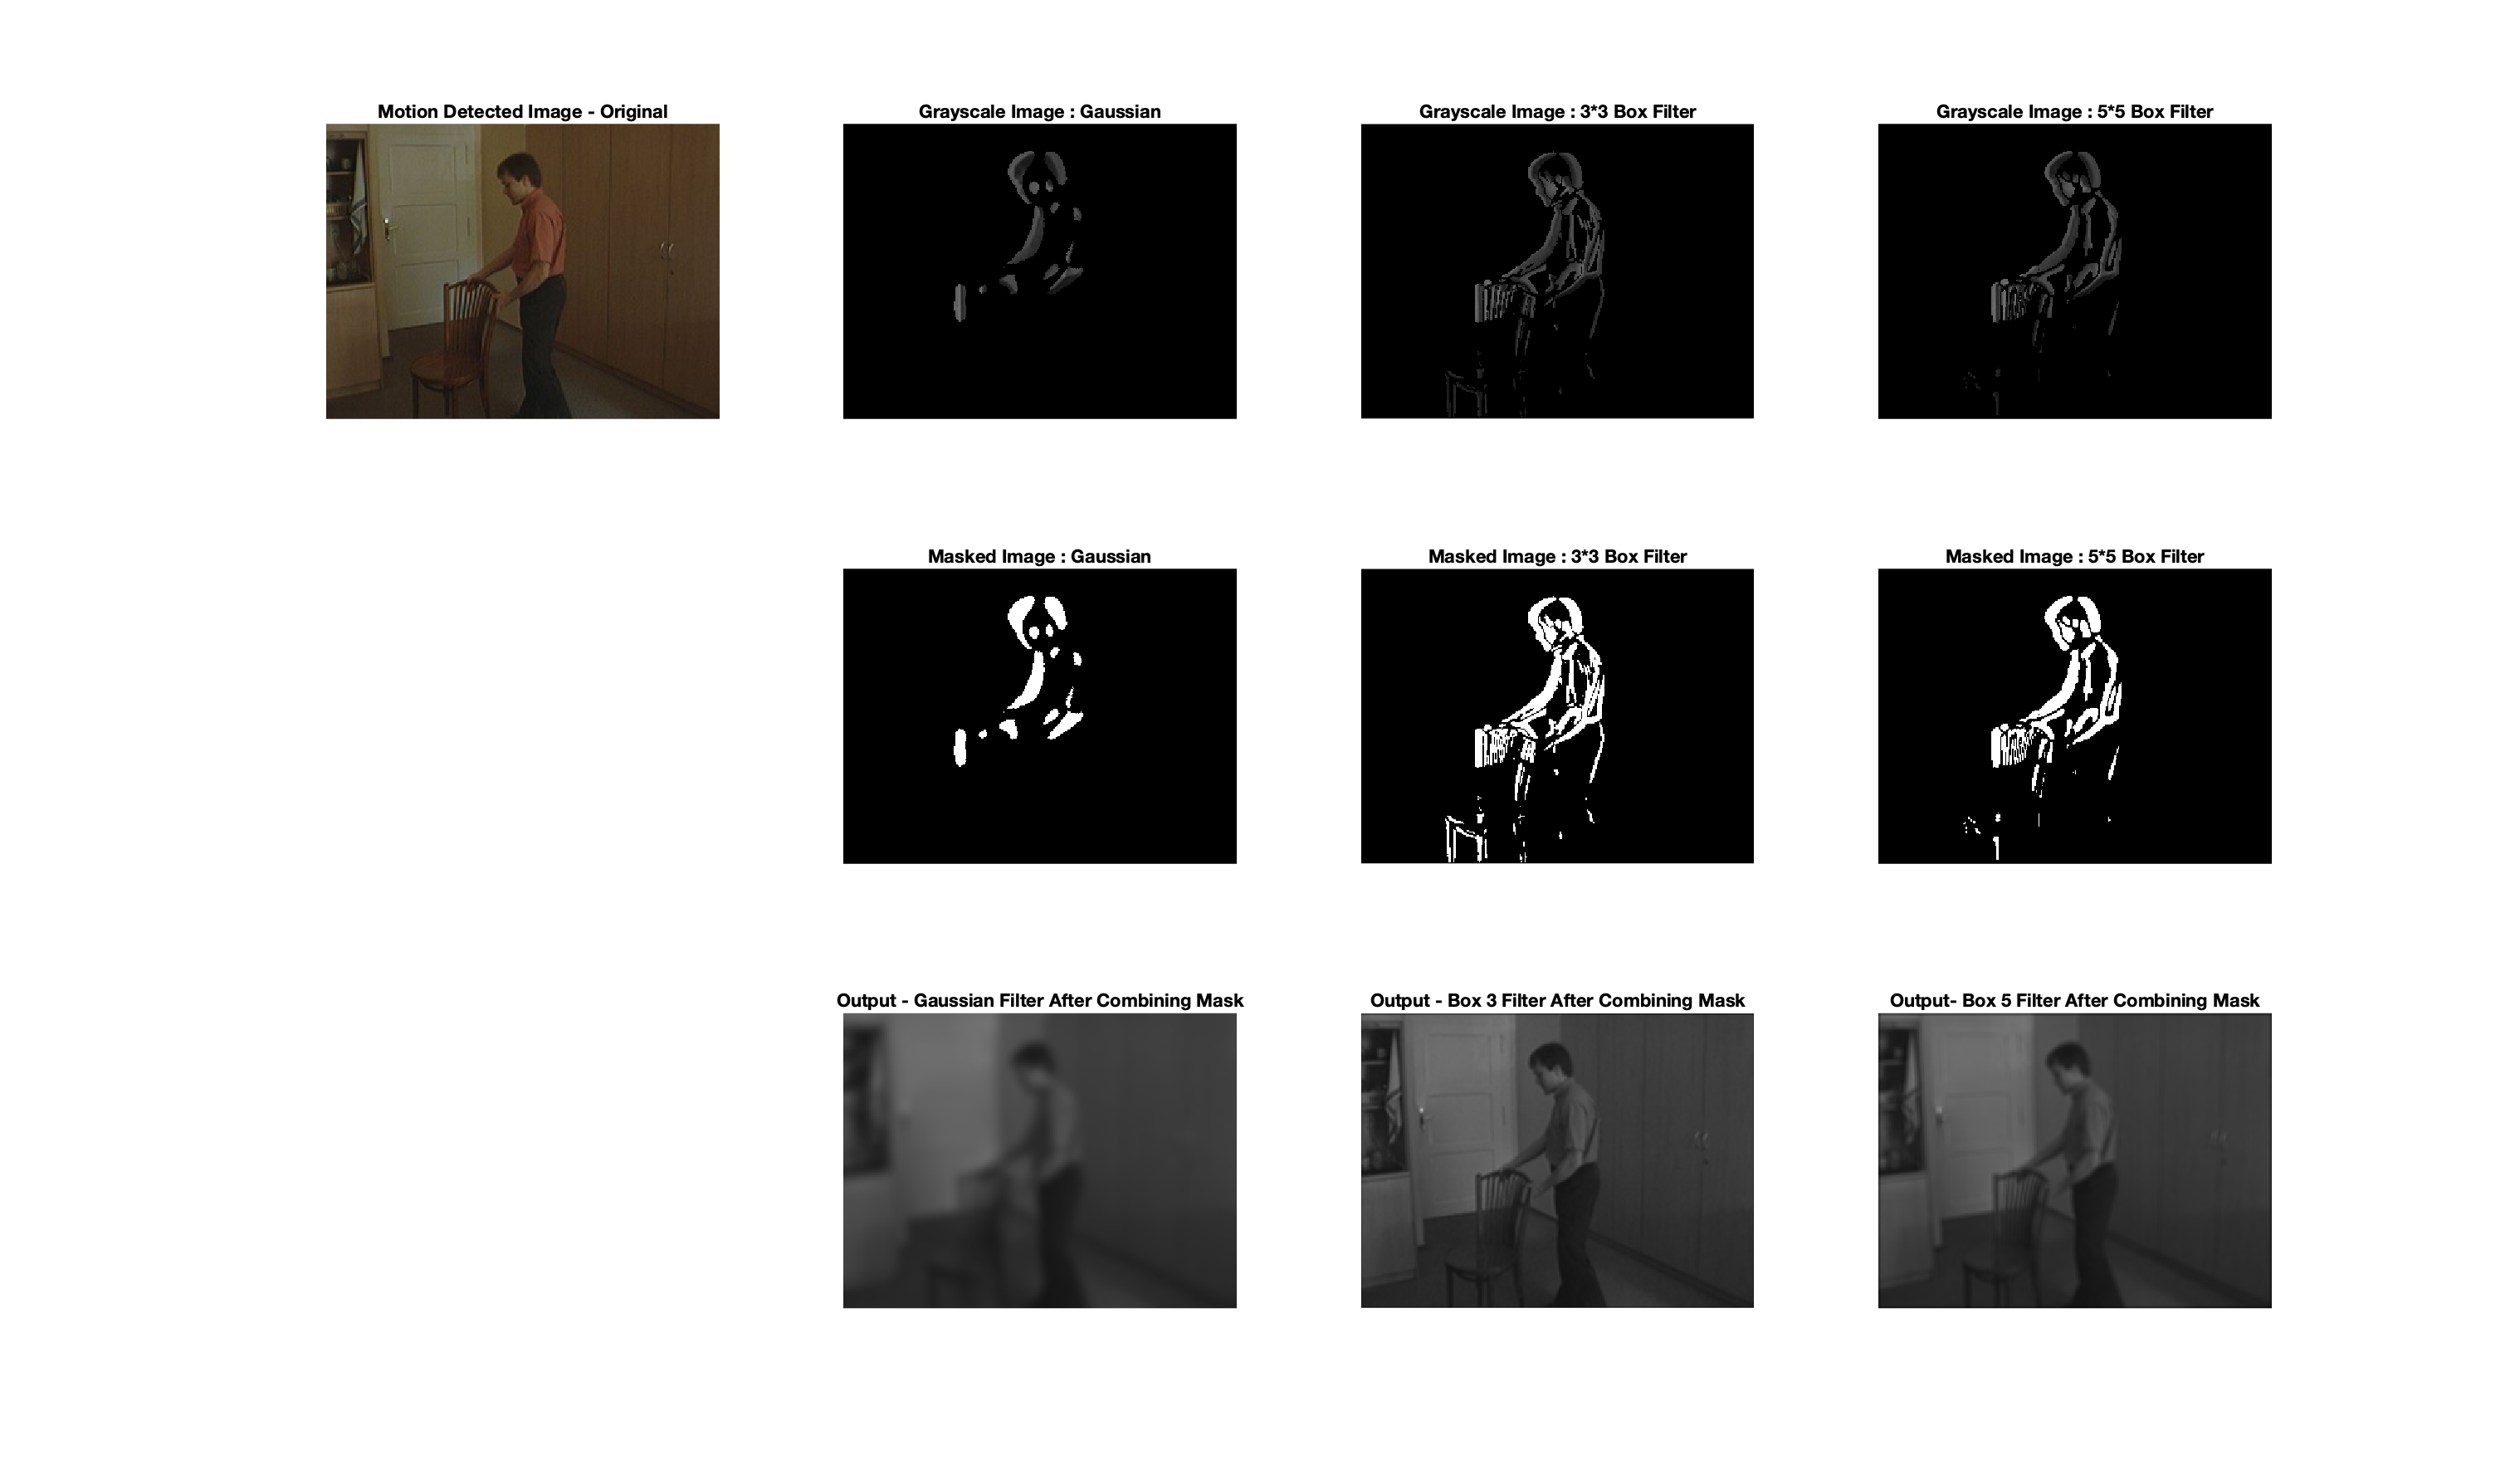 Motion Detected Image - Original
Grayscale Image : Gaussian
Grayscale Image : 3*3 Box Filter
Grayscale Image : 5*5 Box Filter
Masked Image : Gaussian
Masked Image : 3*3 Box Filter
Masked Image : 5*5 Box Filter
Output - Gaussian Filter After Combining Mask
Output - Box 3 Filter After Combining Mask
Output- Box 5 Filter After Combining Mask